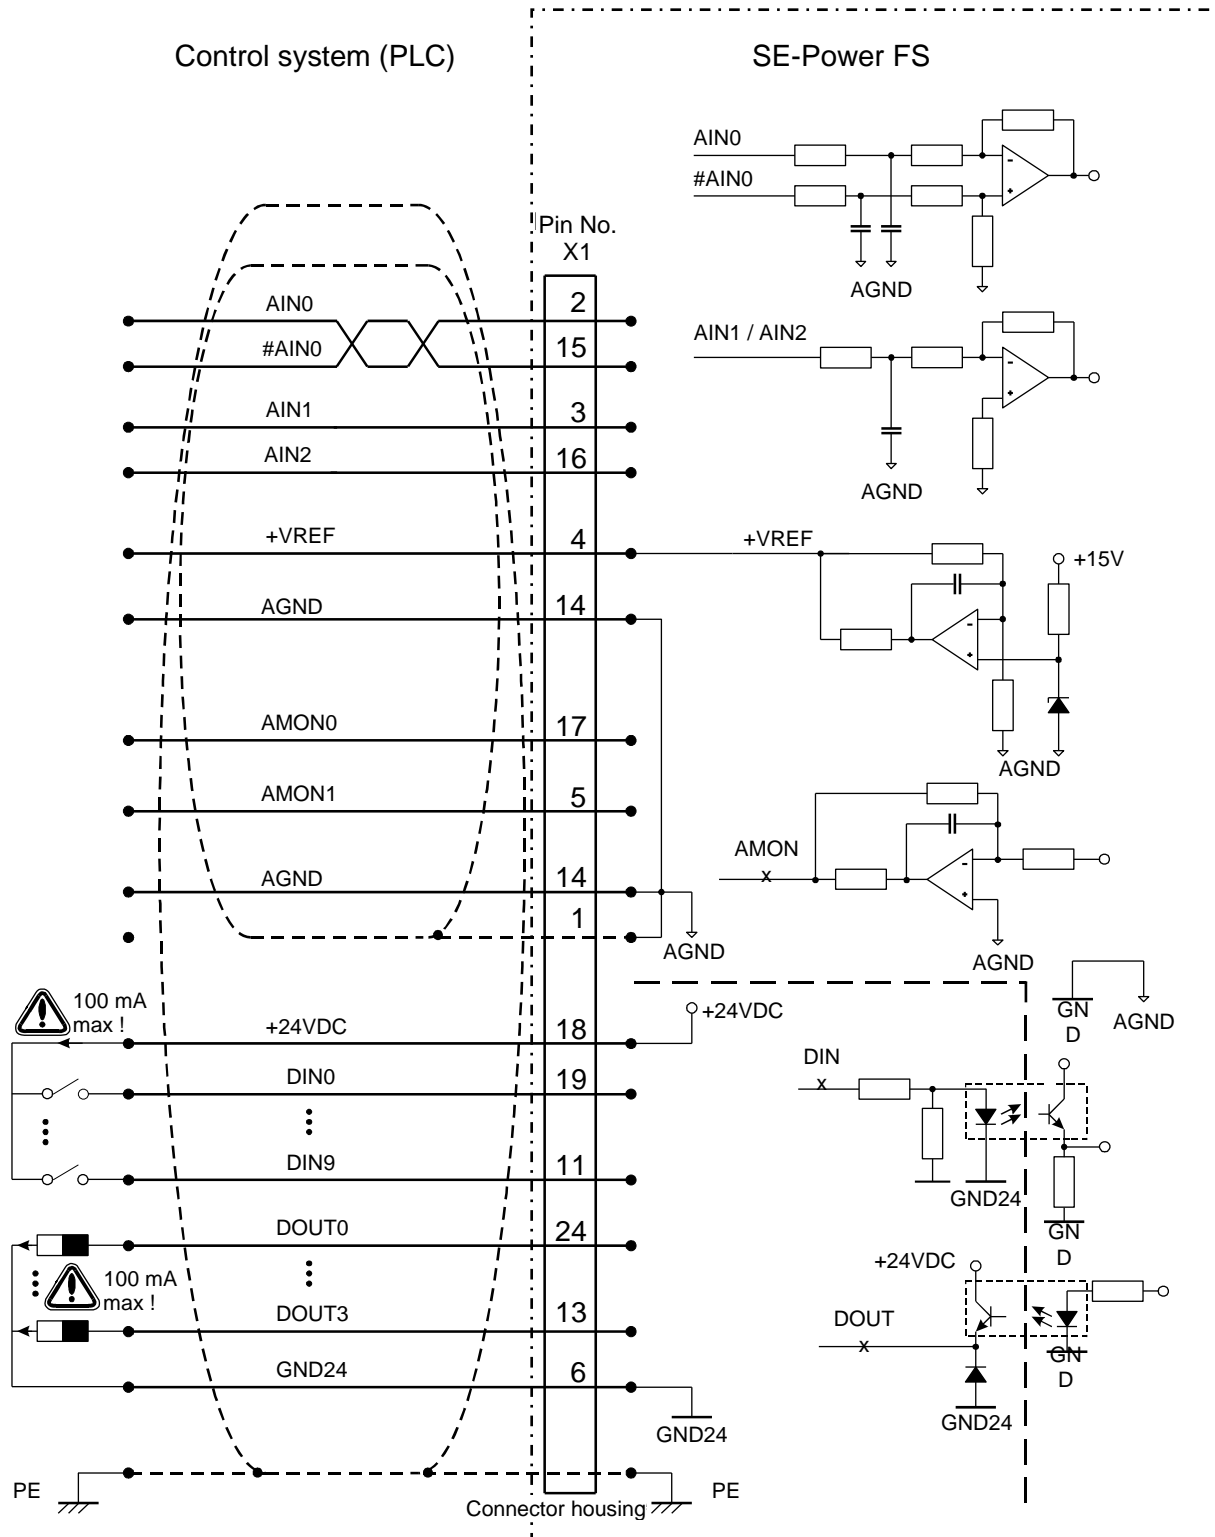 Control system (PLC)
SE-Power FS
AIN0
#AIN0
AGND
Pin No.
X1
AIN0
2
#AIN0
15
AIN1 / AIN2
AIN1
3
AIN2
16
AGND
+VREF
4
+VREF
+15V
AGND
14
AMON0
17
AGND
AMON1
5
AMON
AGND
14
1
AGND
AGND
100 mA
max !
+24VDC
18
+24VDC
GN
D
AGND
DIN
DIN0
19
DIN9
11
GND24
GN
D
DOUT0
24
+24VDC
100 mA
max !
DOUT3
13
DOUT
GN
D
GND24
6
GND24
GND24
PE
Connector housing
PE